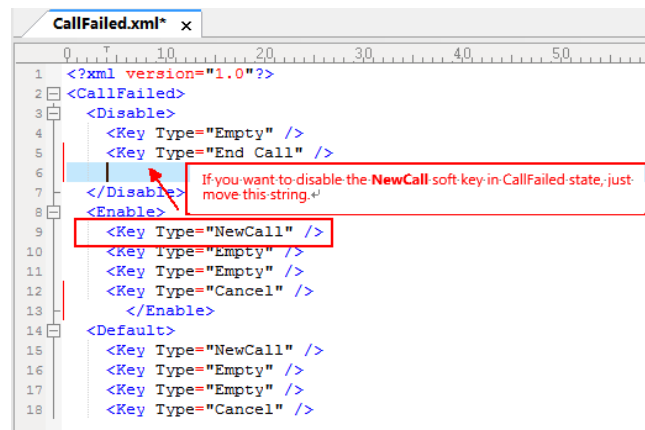 CallFailed.xml* x
0 10 20 30 40 50
1 <?xml version="1.0"?>
2 <CallFailed>
3 <Disable>
4 <Key Type="Empty" />
5 <Key Type="End Call" />
6
If you want to disable the NewCall soft key in CallFailed state, just
move this string.↵
7 </Disable>
8 <Enable>
9 <Key Type="NewCall" />
10 <Key Type="Empty" />
11 <Key Type="Empty" />
12 <Key Type="Cancel" />
13 </Enable>
14 <Default>
15 <Key Type="NewCall" />
16 <Key Type="Empty" />
17 <Key Type="Empty" />
18 <Key Type="Cancel" />